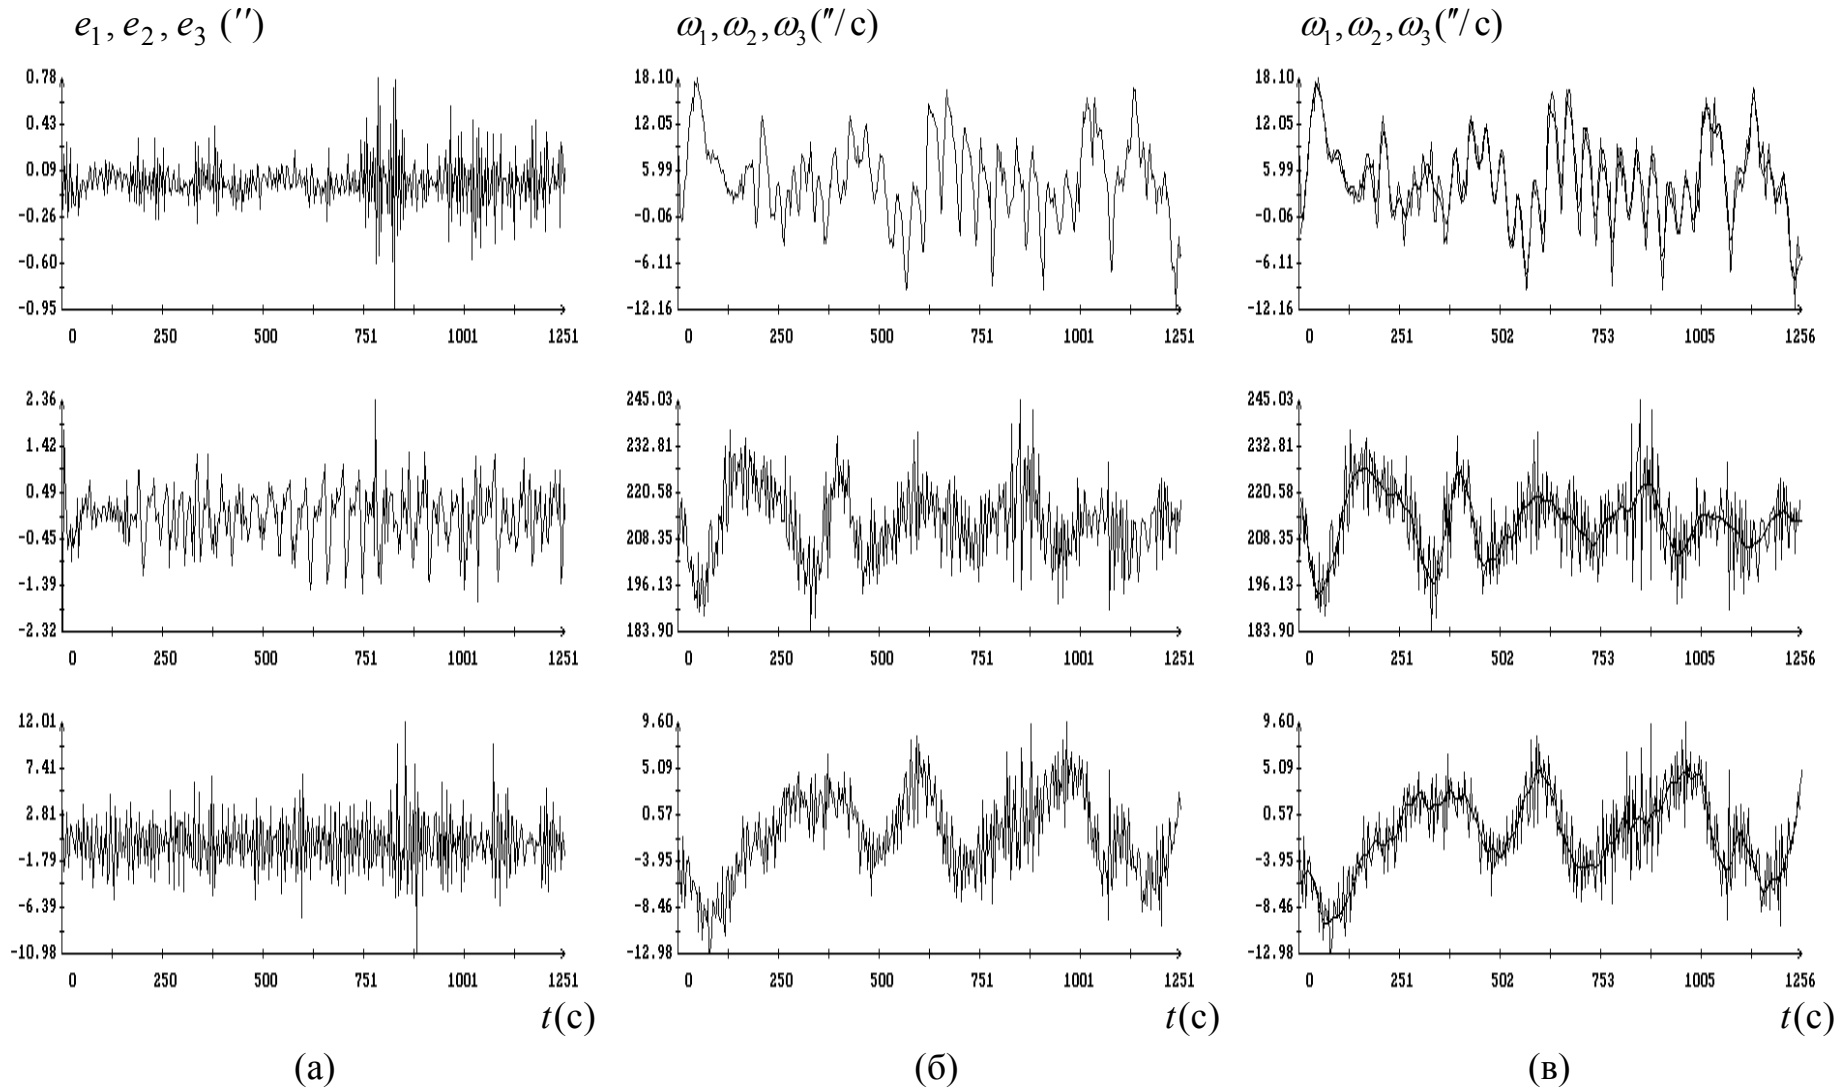 e₁, e₂, e₃ (″) ω₁, ω₂, ω₃(″/с) ω₁, ω₂, ω₃(″/с)
0.78 18.10 18.10
0.43 12.05 12.05
0.09 5.99 5.99
-0.26 -0.06 -0.06
-0.60 -6.11 -6.11
-0.95 -12.16 -12.16
0 250 500 751 1001 1251 0 250 500 751 1001 1251 0 251 502 753 1005 1256
2.36 245.03 245.03
1.42 232.81 232.81
0.49 220.58 220.58
-0.45 208.35 208.35
-1.39 196.13 196.13
-2.32 183.90 183.90
0 250 500 751 1001 1251 0 250 500 751 1001 1251 0 251 502 753 1005 1256
12.01 9.60 9.60
7.41 5.09 5.09
2.81 0.57 0.57
-1.79 -3.95 -3.95
-6.39 -8.46 -8.46
-10.98 -12.98 -12.98
0 250 500 751 1001 1251 0 250 500 751 1001 1251 0 251 502 753 1005 1256
t(с) t(с) t(с)
(а) (б) (в)